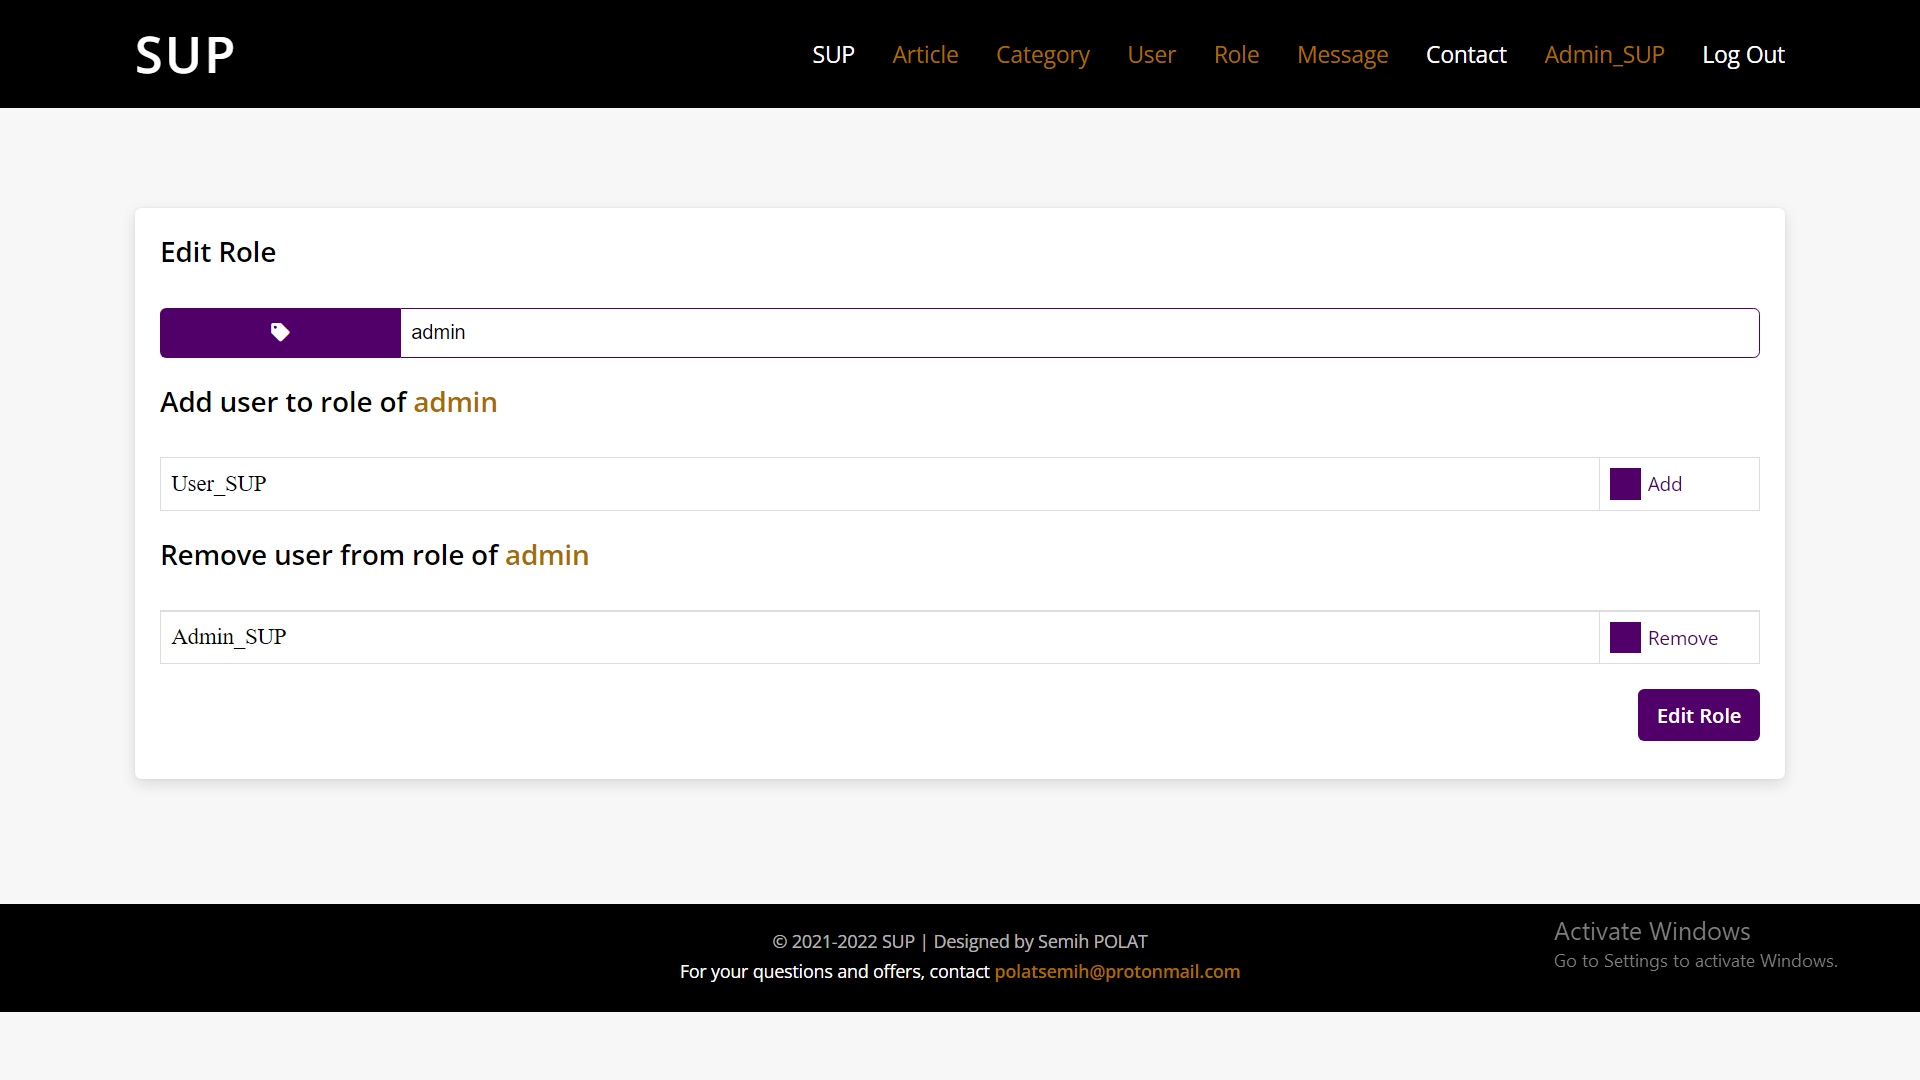 SUP
SUP Article Category User Role Message Contact Admin_SUP Log Out
Edit Role
admin
Add user to role of admin
User_SUP Add
Remove user from role of admin
Admin_SUP Remove
Edit Role
© 2021-2022 SUP | Designed by Semih POLAT
For your questions and offers, contact polatsemih@protonmail.com
Activate Windows
Go to Settings to activate Windows.